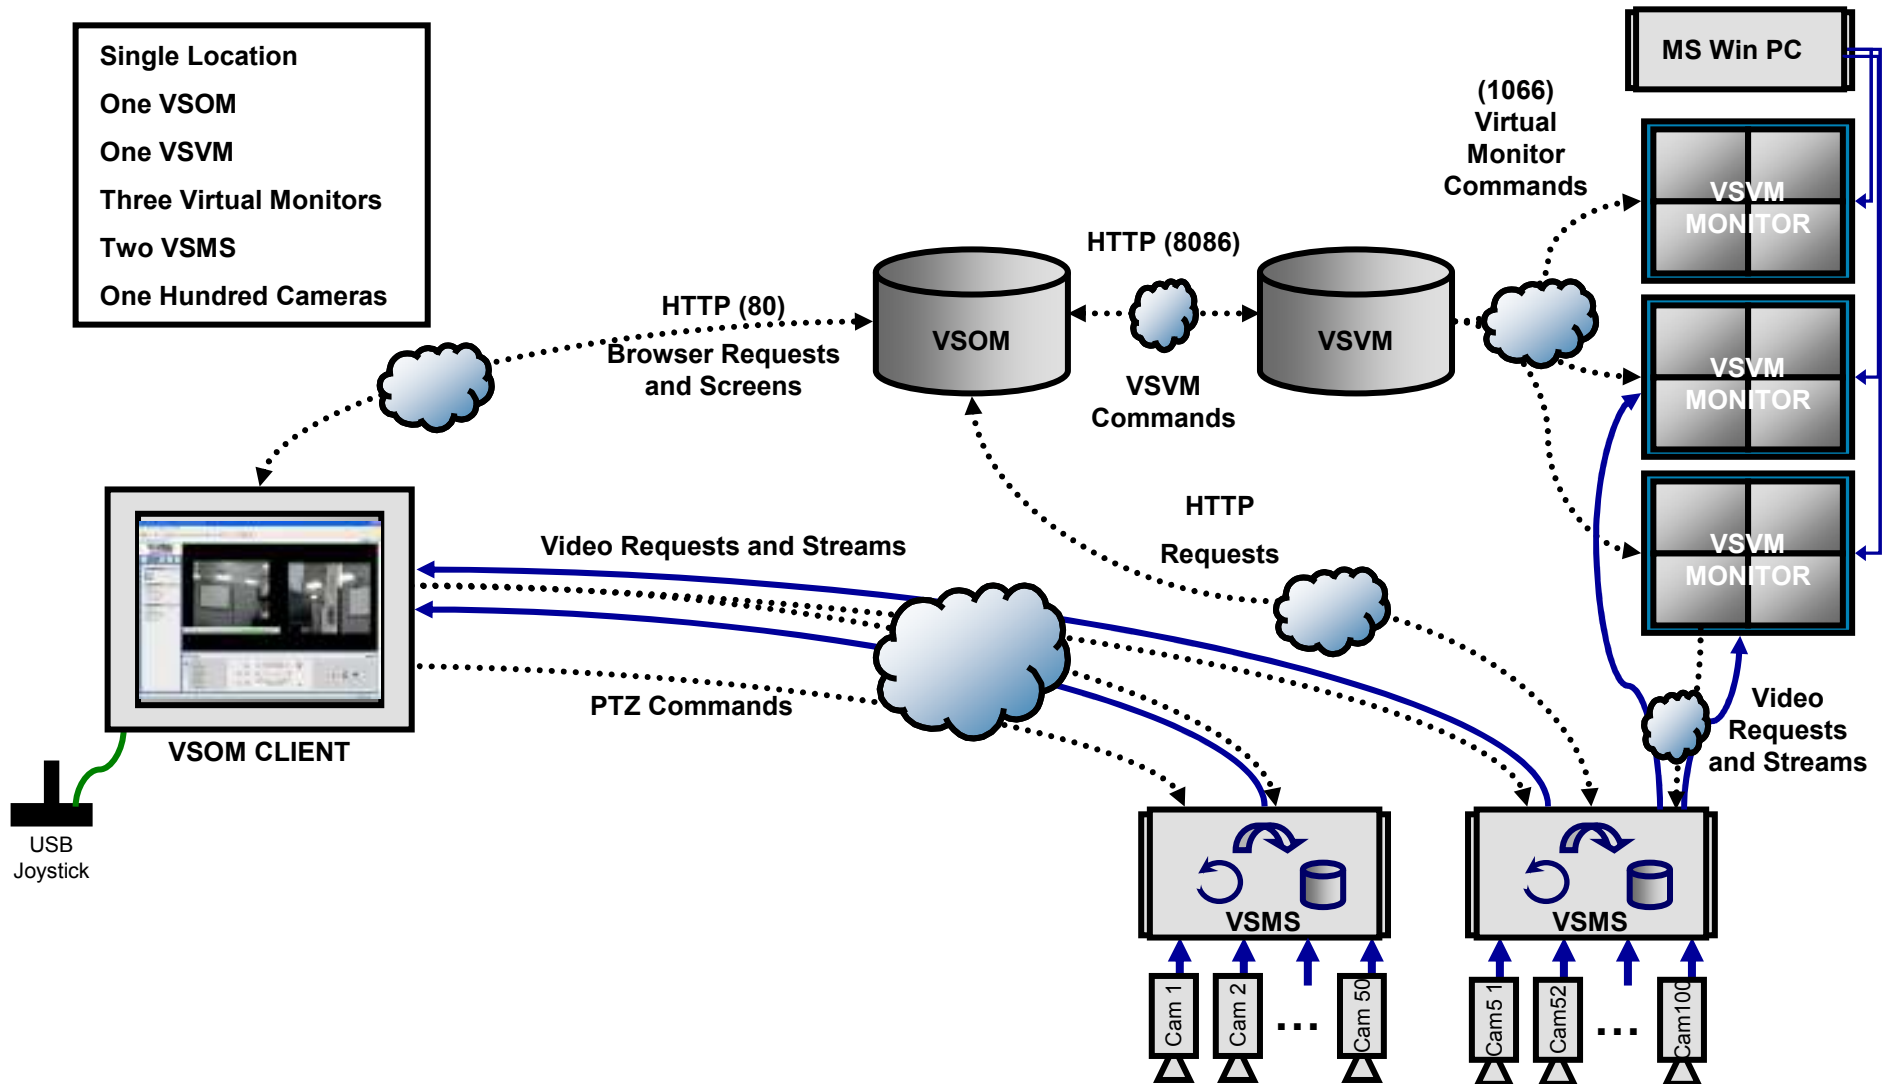 Single Location
One VSOM
One VSVM
Three Virtual Monitors
Two VSMS
One Hundred Cameras
MS Win PC
(1066)
Virtual
Monitor
Commands
VSVM
MONITOR
HTTP (8086)
HTTP (80)
Browser Requests
and Screens
VSOM
VSVM
VSVM
Commands
VSVM
MONITOR
HTTP
Requests
Video Requests and Streams
VSVM
MONITOR
PTZ Commands
VSOM CLIENT
Video
Requests
and Streams
USB
Joystick
VSMS
VSMS
Cam 1
Cam 2
...
Cam 50
Cam5 1
Cam52
...
Cam100